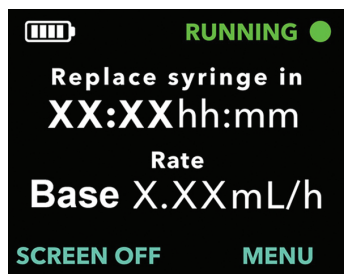 RUNNING
Replace syringe in
XX:XXhh:mm
Rate
Base X.XXmL/h
SCREEN OFF MENU